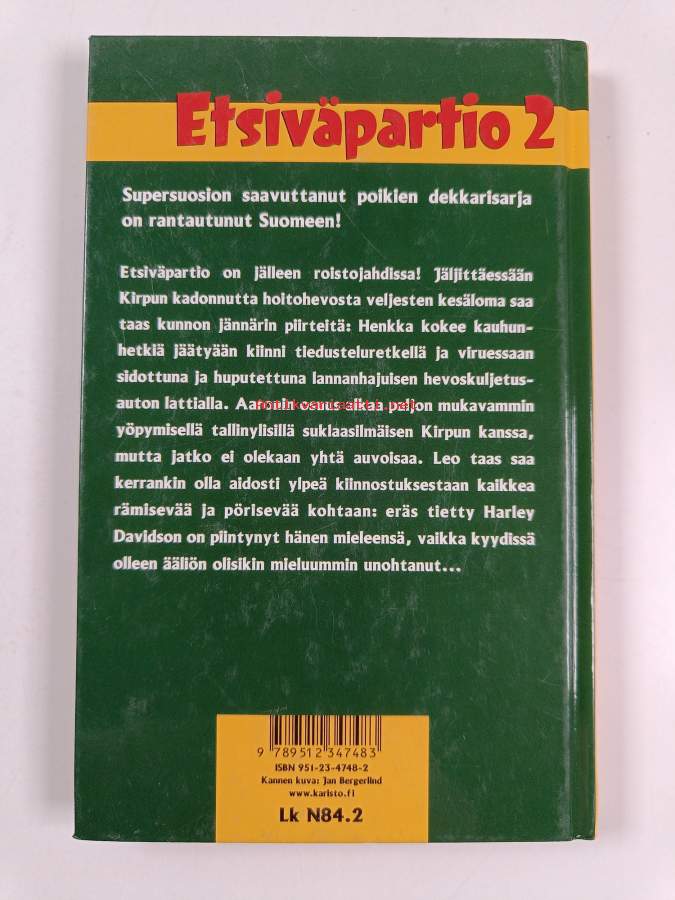 Etsiväpartio 2
Supersuosion saavuttanut poikien dekkarisarja
on rantautunut Suomeen!
Etsiväpartio on jälleen roistojahdissa! Jäljittäessään
Kirpun kadonnutta hoitohevosta veljesten kesäloma saa
taas kunnon jännärin piirteitä: Henkka kokee kauhun-
hetkiä jäätyään kiinni tiedusteluretkellä ja viruessaan
sidottuna ja huputettuna lannanhajuisen hevoskuljetus-
auton lattialla. Aaronin varausaikaa paljon mukavammin
yöpymisellä tallinylisillä suklaasilmäisen Kirpun kanssa,
mutta jatko ei olekaan yhtä auvoisaa. Leo taas saa
kerrankin olla aidosti ylpeä kiinnostuksestaan kaikkea
rämisevää ja pörisevää kohtaan: eräs tietty Harley
Davidson on piintynyt hänen mieleensä, vaikka kyydissä
olleen ääliön olisikin mieluummin unohtanut...
9 789512 347483
ISBN 951-23-4748-2
Kannen kuva: Jan Bergerlind
www.karisto.fi
Lk N84.2